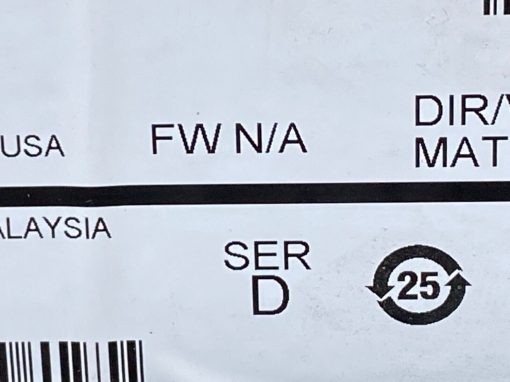 USA
FW N/A
DIR/
MAT
ALAYSIA
SER
D
25